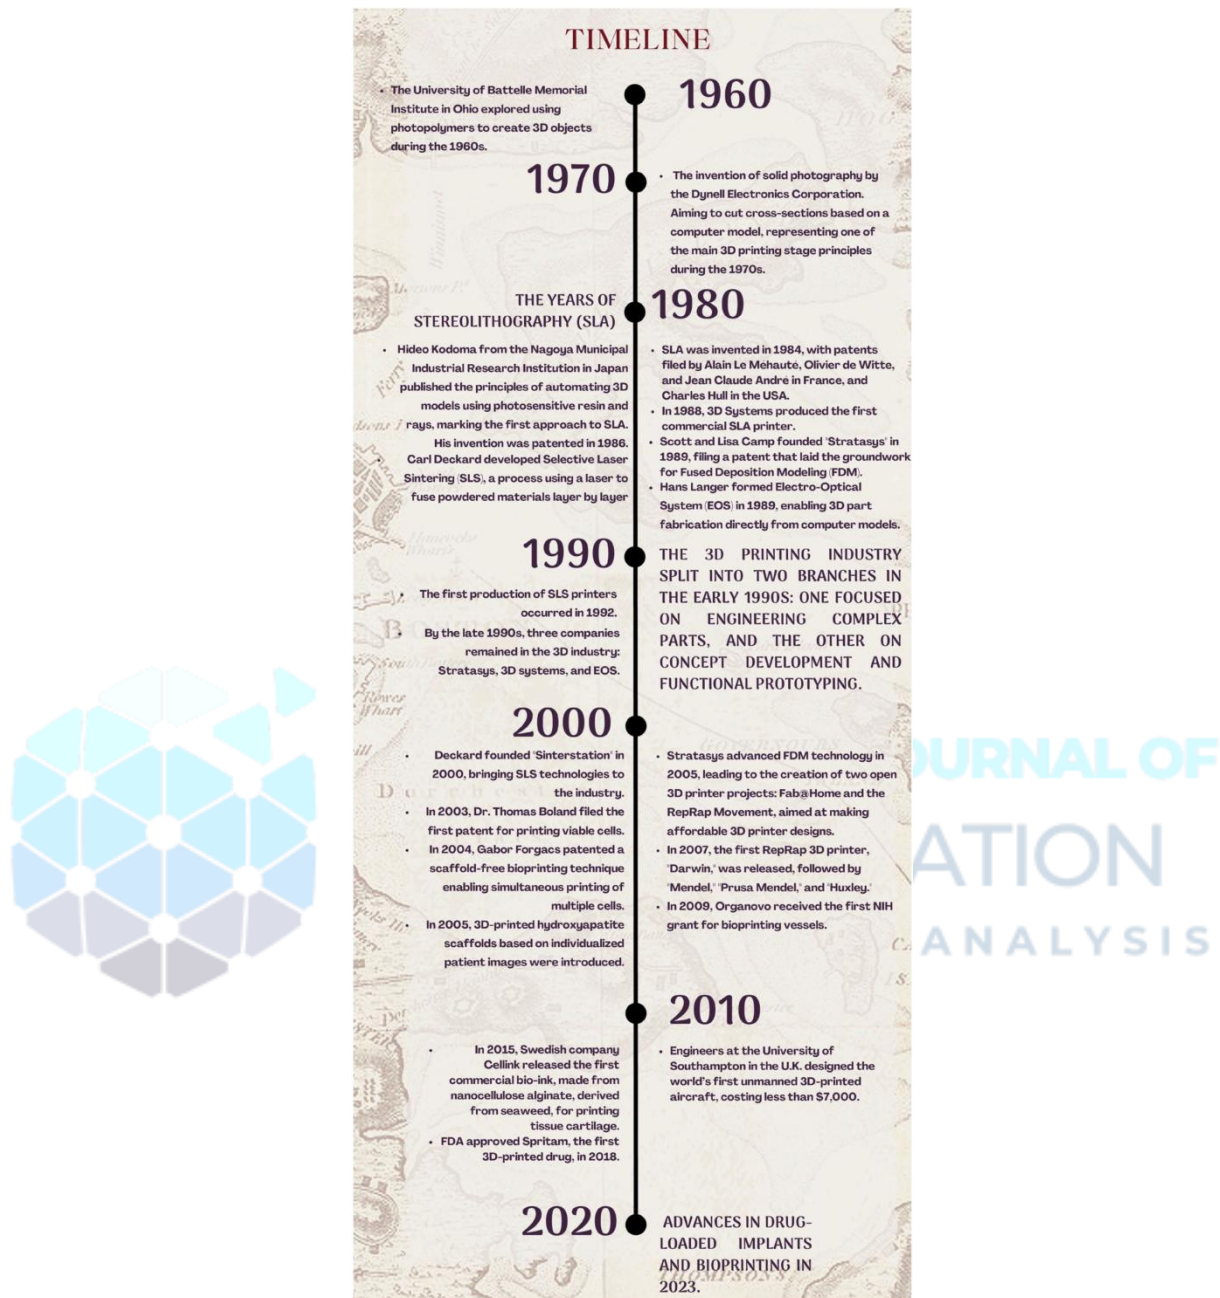 TIMELINE
• The University of Battelle Memorial
Institute in Ohio explored using
photopolymers to create 3D objects
during the 1960s.
1960
1970
• The invention of solid photography by
the Dynell Electronics Corporation.
Aiming to cut cross-sections based on a
computer model, representing one of
the main 3D printing stage principles
during the 1970s.
THE YEARS OF
STEREOLITHOGRAPHY (SLA)
1980
• Hideo Kodoma from the Nagoya Municipal
Industrial Research Institution in Japan
published the principles of automating 3D
models using photosensitive resin and
rays, marking the first approach to SLA.
His invention was patented in 1986.
• Carl Deckard developed Selective Laser
Sintering (SLS), a process using a laser to
fuse powdered materials layer by layer
• SLA was invented in 1984, with patents
filed by Alain Le Mehauté, Olivier de Witte,
and Jean Claude André in France, and
Charles Hull in the USA.
• In 1988, 3D Systems produced the first
commercial SLA printer.
• Scott and Lisa Camp founded 'Stratasys' in
1989, filing a patent that laid the groundwork
for Fused Deposition Modeling (FDM).
• Hans Langer formed Electro-Optical
System (EOS) in 1989, enabling 3D part
fabrication directly from computer models.
1990
• The first production of SLS printers
occurred in 1992.
• By the late 1990s, three companies
remained in the 3D industry:
Stratasys, 3D systems, and EOS.
THE 3D PRINTING INDUSTRY
SPLIT INTO TWO BRANCHES IN
THE EARLY 1990S: ONE FOCUSED
ON ENGINEERING COMPLEX
PARTS, AND THE OTHER ON
CONCEPT DEVELOPMENT AND
FUNCTIONAL PROTOTYPING.
2000
• Deckard founded 'Sinterstation' in
2000, bringing SLS technologies to
the industry.
• In 2003, Dr. Thomas Boland filed the
first patent for printing viable cells.
• In 2004, Gabor Forgacs patented a
scaffold-free bioprinting technique
enabling simultaneous printing of
multiple cells.
• In 2005, 3D-printed hydroxyapatite
scaffolds based on individualized
patient images were introduced.
• Stratasys advanced FDM technology in
2005, leading to the creation of two open
3D printer projects: Fab@Home and the
RepRap Movement, aimed at making
affordable 3D printer designs.
• In 2007, the first RepRap 3D printer,
'Darwin,' was released, followed by
'Mendel,' 'Prusa Mendel,' and 'Huxley.'
• In 2009, Organovo received the first NIH
grant for bioprinting vessels.
2010
• In 2015, Swedish company
Cellink released the first
commercial bio-ink, made from
nanocellulose alginate, derived
from seaweed, for printing
tissue cartilage.
• FDA approved Spritam, the first
3D-printed drug, in 2018.
• Engineers at the University of
Southampton in the U.K. designed the
world's first unmanned 3D-printed
aircraft, costing less than $7,000.
2020
ADVANCES IN DRUG-
LOADED IMPLANTS
AND BIOPRINTING IN
2023.
URNAL OF
ATION
ANALYSIS